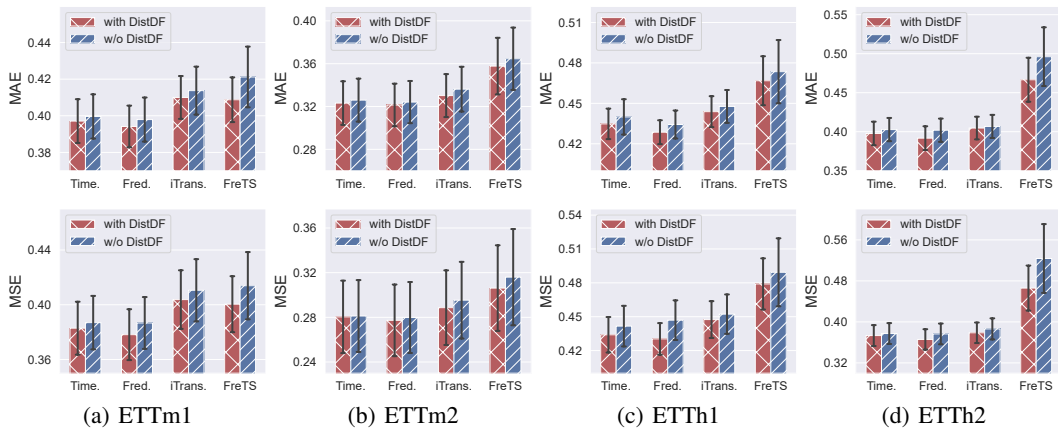 with DistDF
w/o DistDF
MAE
0.44
0.42
0.40
0.38
Time. Fred. iTrans. FreTS
with DistDF
w/o DistDF
MAE
0.40
0.36
0.32
0.28
Time. Fred. iTrans. FreTS
with DistDF
w/o DistDF
MAE
0.51
0.48
0.45
0.42
Time. Fred. iTrans. FreTS
with DistDF
w/o DistDF
MAE
0.50
0.45
0.40
0.35
Time. Fred. iTrans. FreTS
with DistDF
w/o DistDF
MSE
0.44
0.40
0.36
Time. Fred. iTrans. FreTS
with DistDF
w/o DistDF
MSE
0.36
0.32
0.28
0.24
Time. Fred. iTrans. FreTS
with DistDF
w/o DistDF
MSE
0.54
0.51
0.48
0.45
0.42
Time. Fred. iTrans. FreTS
with DistDF
w/o DistDF
MSE
0.56
0.48
0.40
0.32
Time. Fred. iTrans. FreTS
(a) ETTm1
(b) ETTm2
(c) ETTh1
(d) ETTh2